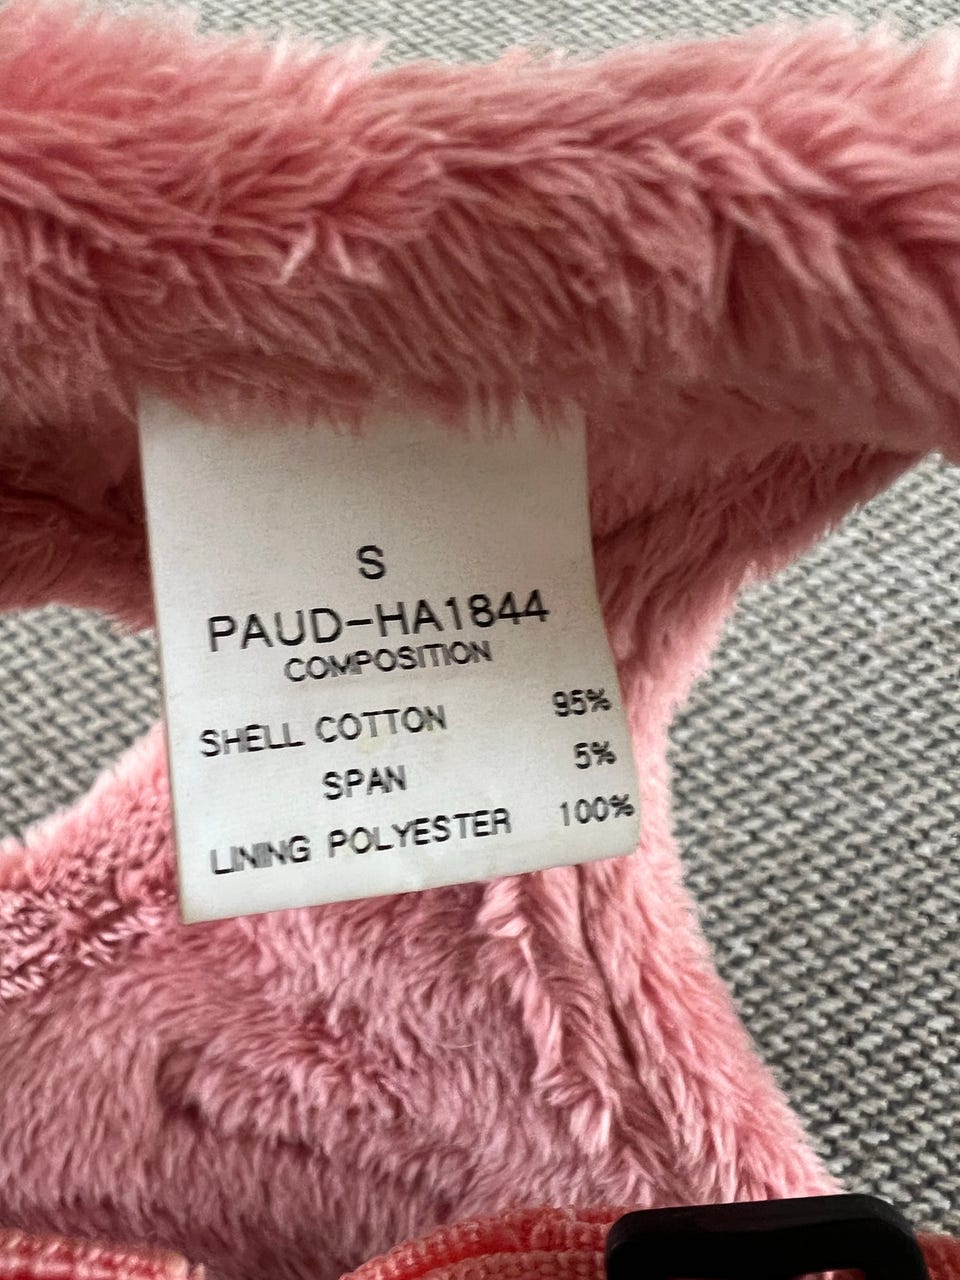 S
PAUD-HA1844
COMPOSITION
SHELL COTTON 95%
SPAN 5%
LINING POLYESTER 100%